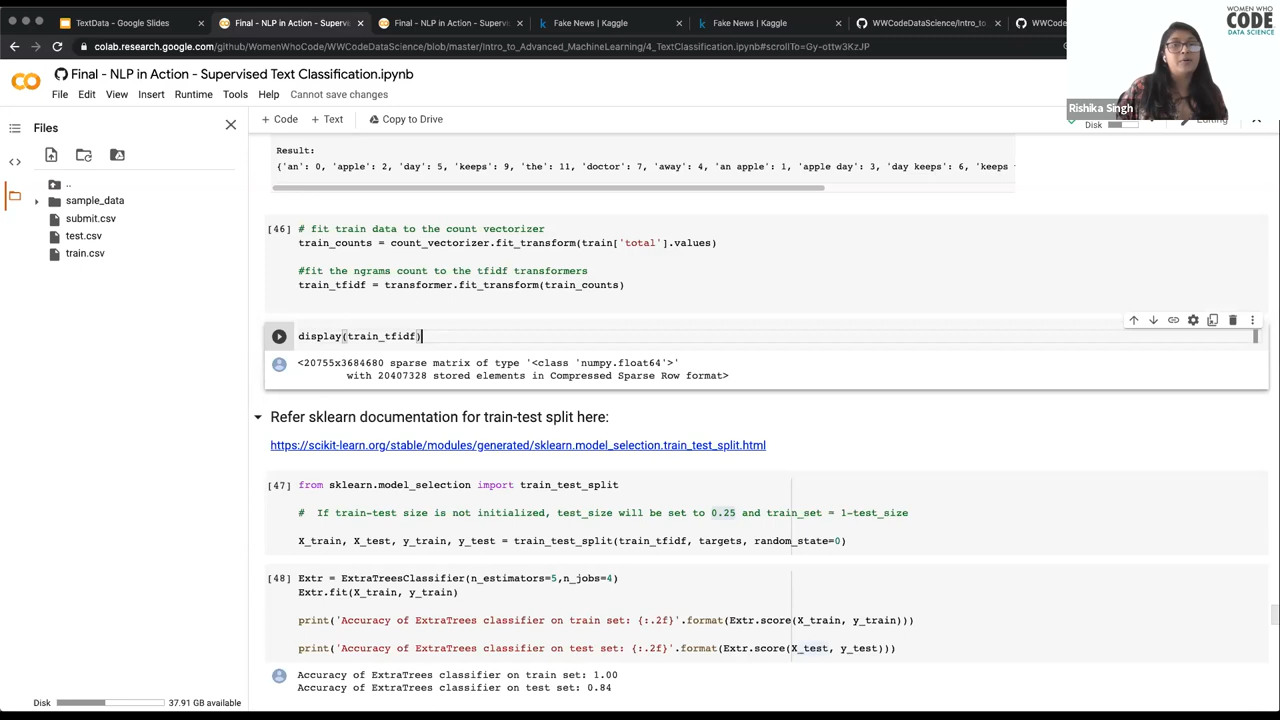 TextData - Google Slides
Final - NLP in Action - Supervis
Final - NLP in Action - Supervi
Fake News | Kaggle
Fake News | Kaggle
WWCodeDataScience/Intro_to
WWCo
WOMEN WHO
CODE
DATA SCIENCE
colab.research.google.com/github/WomenWhoCode/WWCodeDataScience/blob/master/Intro_to_Advanced_MachineLearning/4_TextClassification.ipynb#scrollTo=Gy-ottw3KzJP
Final - NLP in Action - Supervised Text Classification.ipynb
File Edit View Insert Runtime Tools Help Cannot save changes
Rishika Singh
Files
+ Code + Text Copy to Drive
Disk
Editing
..
sample_data
submit.csv
test.csv
train.csv
Result:
{'an': 0, 'apple': 2, 'day': 5, 'keeps': 9, 'the': 11, 'doctor': 7, 'away': 4, 'an apple': 1, 'apple day': 3, 'day keeps': 6, 'keeps
[46] # fit train data to the count vectorizer
train_counts = count_vectorizer.fit_transform(train['total'].values)
#fit the ngrams count to the tfidf transformers
train_tfidf = transformer.fit_transform(train_counts)
display(train_tfidf)
<20755x3684680 sparse matrix of type '<class 'numpy.float64'>'
with 20407328 stored elements in Compressed Sparse Row format>
Refer sklearn documentation for train-test split here:
https://scikit-learn.org/stable/modules/generated/sklearn.model_selection.train_test_split.html
[47] from sklearn.model_selection import train_test_split
# If train-test size is not initialized, test_size will be set to 0.25 and train_set = 1-test_size
X_train, X_test, y_train, y_test = train_test_split(train_tfidf, targets, random_state=0)
[48] Extr = ExtraTreesClassifier(n_estimators=5,n_jobs=4)
Extr.fit(X_train, y_train)
print('Accuracy of ExtraTrees classifier on train set: {:.2f}'.format(Extr.score(X_train, y_train)))
print('Accuracy of ExtraTrees classifier on test set: {:.2f}'.format(Extr.score(X_test, y_test)))
Accuracy of ExtraTrees classifier on train set: 1.00
Accuracy of ExtraTrees classifier on test set: 0.84
Disk 37.91 GB available